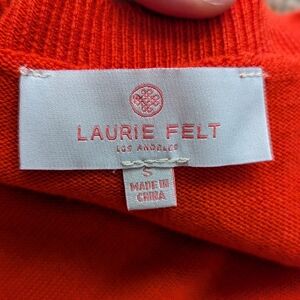 LAURIE FELT
LOS ANGELES
S
MADE IN
CHINA